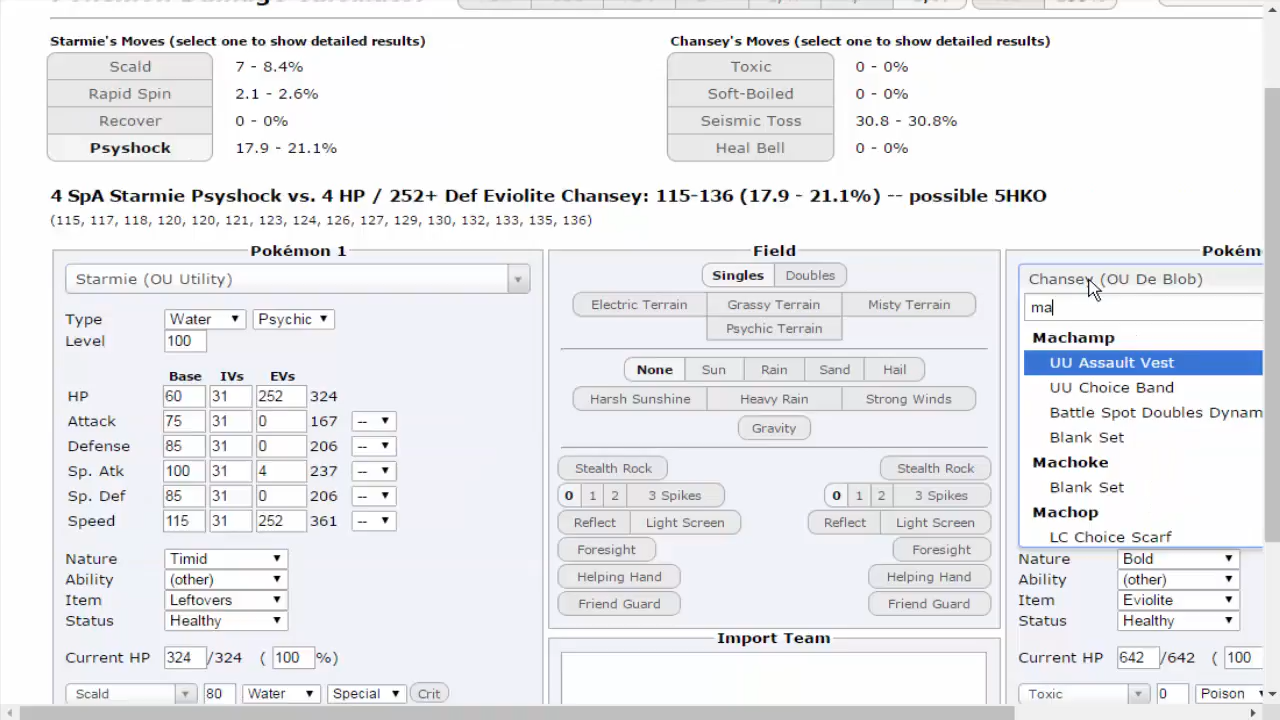 Starmie's Moves (select one to show detailed results)
Scald 7 - 8.4%
Rapid Spin 2.1 - 2.6%
Recover 0 - 0%
Psyshock 17.9 - 21.1%
Chansey's Moves (select one to show detailed results)
Toxic 0 - 0%
Soft-Boiled 0 - 0%
Seismic Toss 30.8 - 30.8%
Heal Bell 0 - 0%
4 SpA Starmie Psyshock vs. 4 HP / 252+ Def Eviolite Chansey: 115-136 (17.9 - 21.1%) -- possible 5HKO
(115, 117, 118, 120, 120, 121, 123, 124, 126, 127, 129, 130, 132, 133, 135, 136)
Pokémon 1
Starmie (OU Utility)
Type Water Psychic
Level 100
Base IVs EVs
HP 60 31 252 324
Attack 75 31 0 167 --
Defense 85 31 0 206 --
Sp. Atk 100 31 4 237 --
Sp. Def 85 31 0 206 --
Speed 115 31 252 361 --
Nature Timid
Ability (other)
Item Leftovers
Status Healthy
Current HP 324 /324 ( 100 %)
Scald 80 Water Special Crit
Field
Singles Doubles
Electric Terrain Grassy Terrain Misty Terrain
Psychic Terrain
None Sun Rain Sand Hail
Harsh Sunshine Heavy Rain Strong Winds
Gravity
Stealth Rock Stealth Rock
0 1 2 3 Spikes 0 1 2 3 Spikes
Reflect Light Screen Reflect Light Screen
Foresight Foresight
Helping Hand Helping Hand
Friend Guard Friend Guard
Import Team
Pokém
Chansey (OU De Blob)
ma
Machamp
UU Assault Vest
UU Choice Band
Battle Spot Doubles Dynam
Blank Set
Machoke
Blank Set
Machop
LC Choice Scarf
Nature Bold
Ability (other)
Item Eviolite
Status Healthy
Current HP 642 /642 ( 100
Toxic 0 Poison